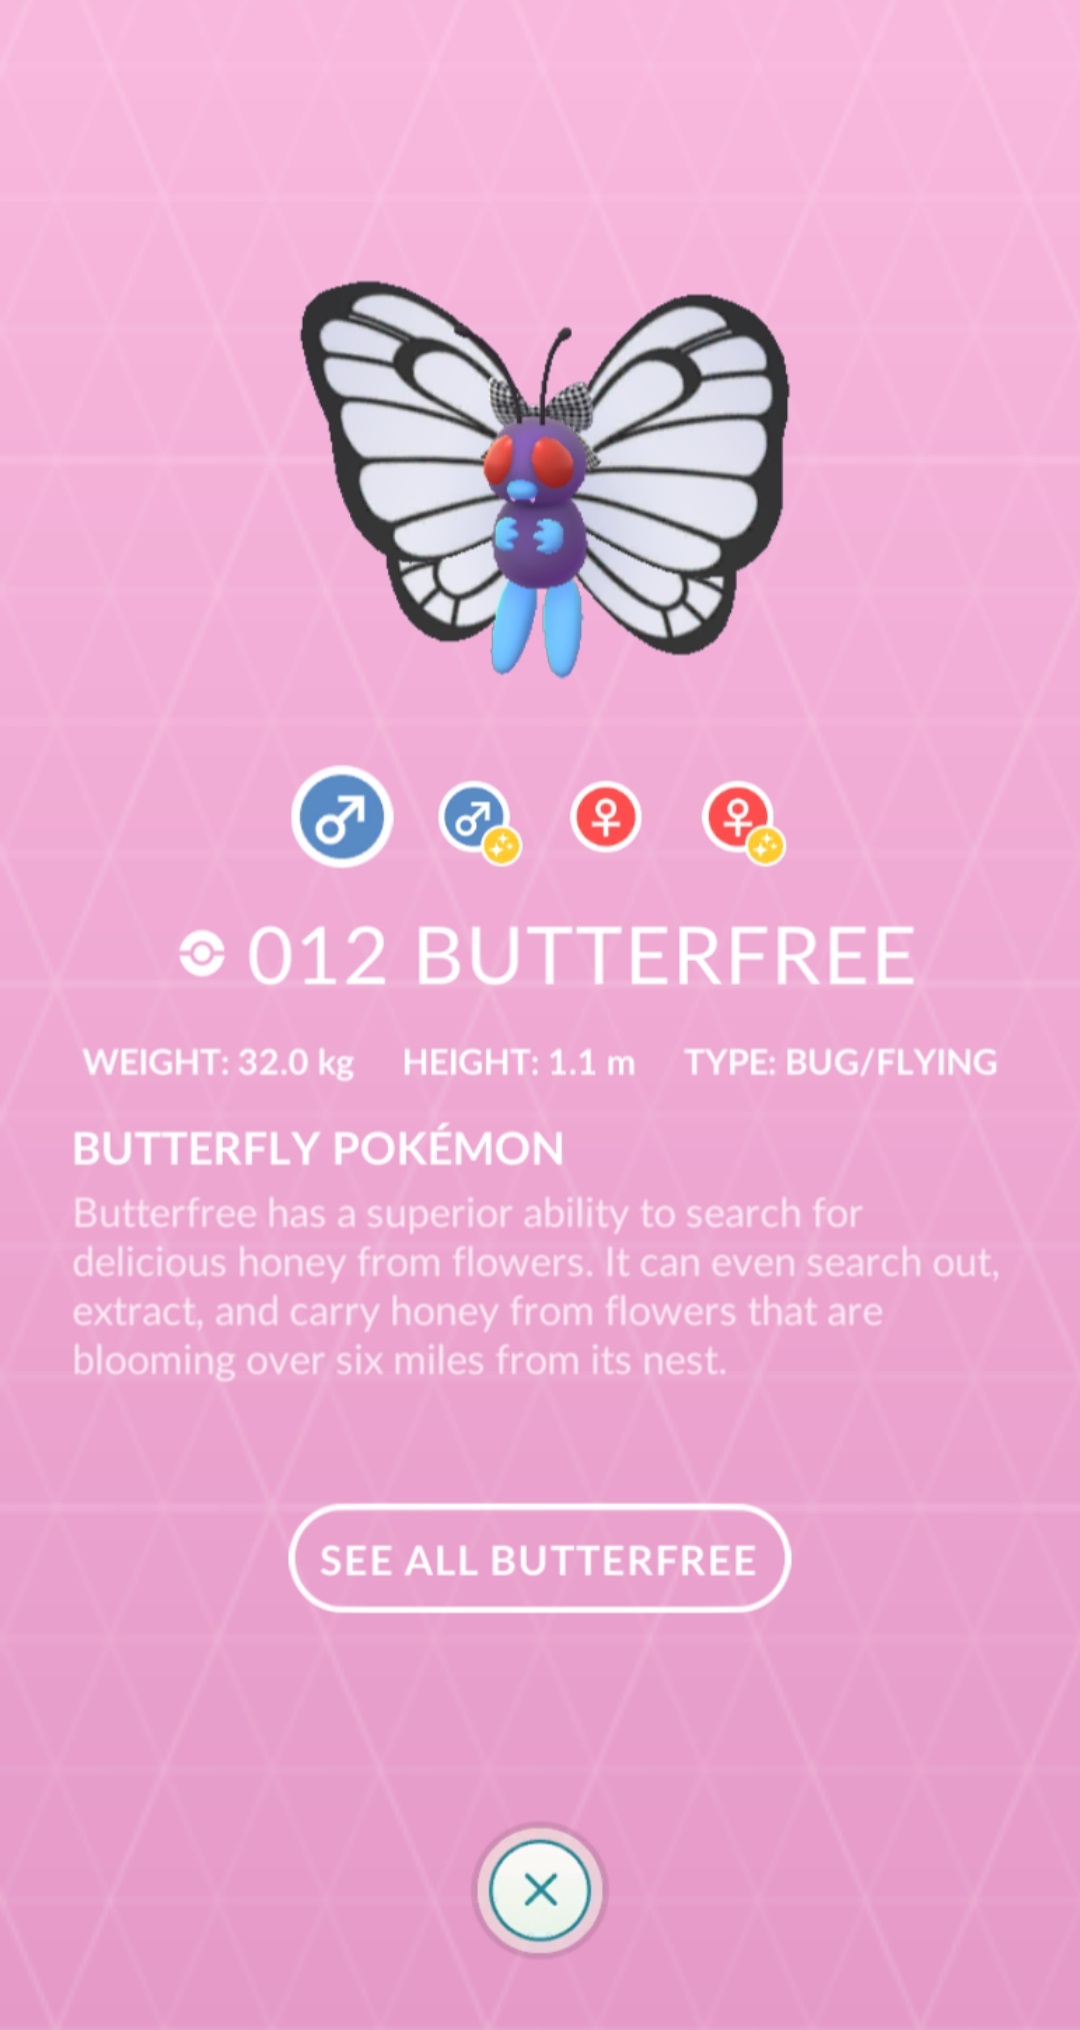 012 BUTTERFREE
WEIGHT: 32.0 kg HEIGHT: 1.1 m TYPE: BUG/FLYING
BUTTERFLY POKÉMON
Butterfree has a superior ability to search for
delicious honey from flowers. It can even search out,
extract, and carry honey from flowers that are
blooming over six miles from its nest.
SEE ALL BUTTERFREE